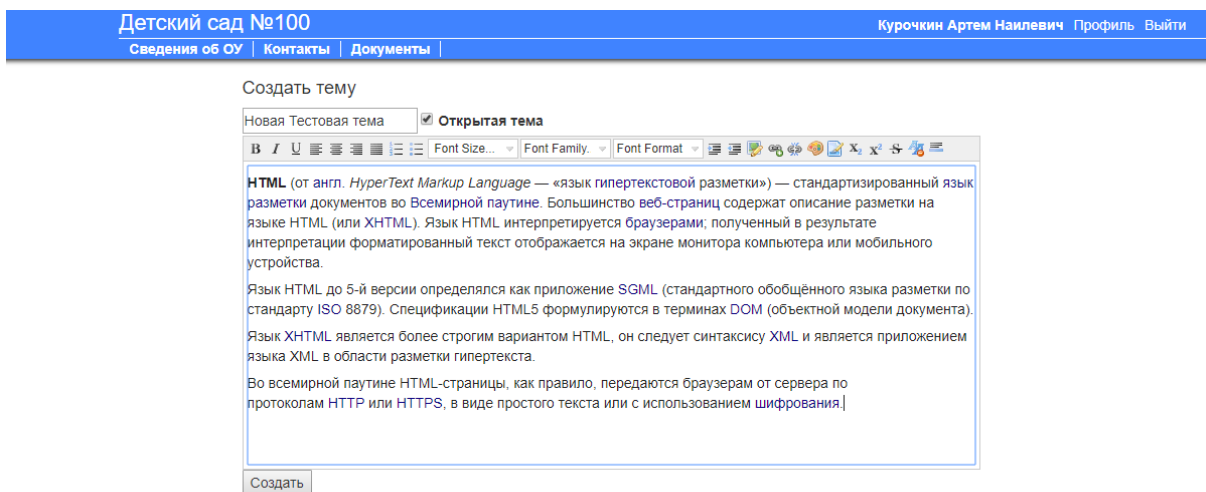 Детский сад №100
Курочкин Артем Наилевич Профиль Выйти
Сведения об ОУ | Контакты | Документы |
Создать тему
Новая Тестовая тема Открытая тема
B I U Font Size... Font Family. Font Format X₂ X² S
HTML (от англ. HyperText Markup Language — «язык гипертекстовой разметки») — стандартизированный язык
разметки документов во Всемирной паутине. Большинство веб-страниц содержат описание разметки на
языке HTML (или XHTML). Язык HTML интерпретируется браузерами; полученный в результате
интерпретации форматированный текст отображается на экране монитора компьютера или мобильного
устройства.
Язык HTML до 5-й версии определялся как приложение SGML (стандартного обобщённого языка разметки по
стандарту ISO 8879). Спецификации HTML5 формулируются в терминах DOM (объектной модели документа).
Язык XHTML является более строгим вариантом HTML, он следует синтаксису XML и является приложением
языка XML в области разметки гипертекста.
Во всемирной паутине HTML-страницы, как правило, передаются браузерам от сервера по
протоколам HTTP или HTTPS, в виде простого текста или с использованием шифрования.
Создать